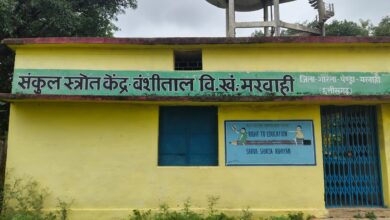 संकुल स्त्रोत केंद्र बंशीताल वि.खं. मरवाही
जिला-गौरेला-पेण्ड्रा-मरवाही
(छत्तीसगढ़)
RIGHT TO EDUCATION
SARVA SHIKSHA ABHIYAN